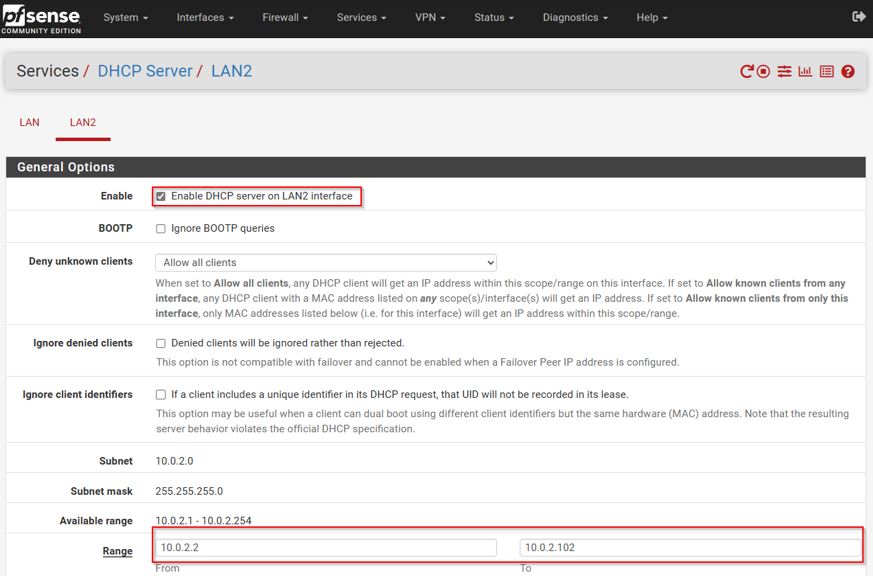 pfsense
COMMUNITY EDITION
System Interfaces Firewall Services VPN Status Diagnostics Help
Services / DHCP Server / LAN2
LAN LAN2
General Options
Enable Enable DHCP server on LAN2 interface
BOOTP Ignore BOOTP queries
Deny unknown clients Allow all clients
When set to Allow all clients, any DHCP client will get an IP address within this scope/range on this interface. If set to Allow known clients from any
interface, any DHCP client with a MAC address listed on any scope(s)/interface(s) will get an IP address. If set to Allow known clients from only this
interface, only MAC addresses listed below (i.e. for this interface) will get an IP address within this scope/range.
Ignore denied clients Denied clients will be ignored rather than rejected.
This option is not compatible with failover and cannot be enabled when a Failover Peer IP address is configured.
Ignore client identifiers If a client includes a unique identifier in its DHCP request, that UID will not be recorded in its lease.
This option may be useful when a client can dual boot using different client identifiers but the same hardware (MAC) address. Note that the resulting
server behavior violates the official DHCP specification.
Subnet 10.0.2.0
Subnet mask 255.255.255.0
Available range 10.0.2.1 - 10.0.2.254
Range 10.0.2.2 10.0.2.102
From To